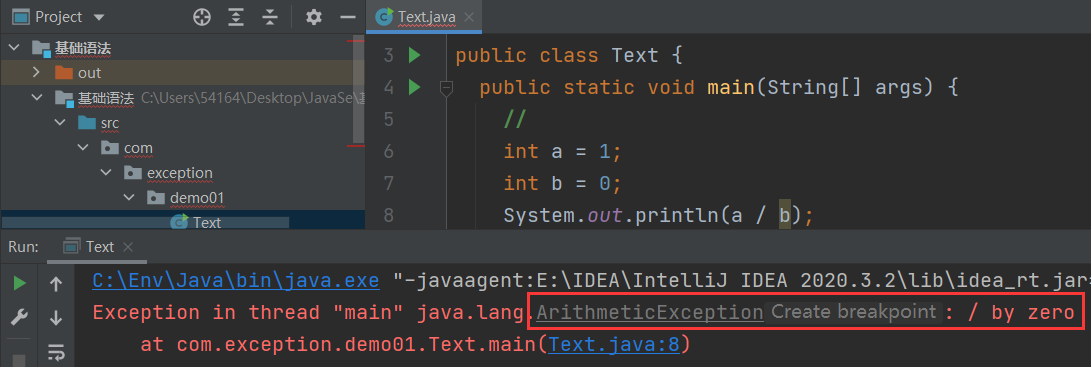 Project
基础语法
out
基础语法 C:\Users\54164\Desktop\JavaSe\
src
com
exception
demo01
Text
Text.java
3 public class Text {
4 public static void main(String[] args) {
5 //
6 int a = 1;
7 int b = 0;
8 System.out.println(a / b);
Run: Text
C:\Env\Java\bin\java.exe "-javaagent:E:\IDEA\IntelliJ IDEA 2020.3.2\lib\idea_rt.jar=
Exception in thread "main" java.lang.ArithmeticException Create breakpoint : / by zero
at com.exception.demo01.Text.main(Text.java:8)